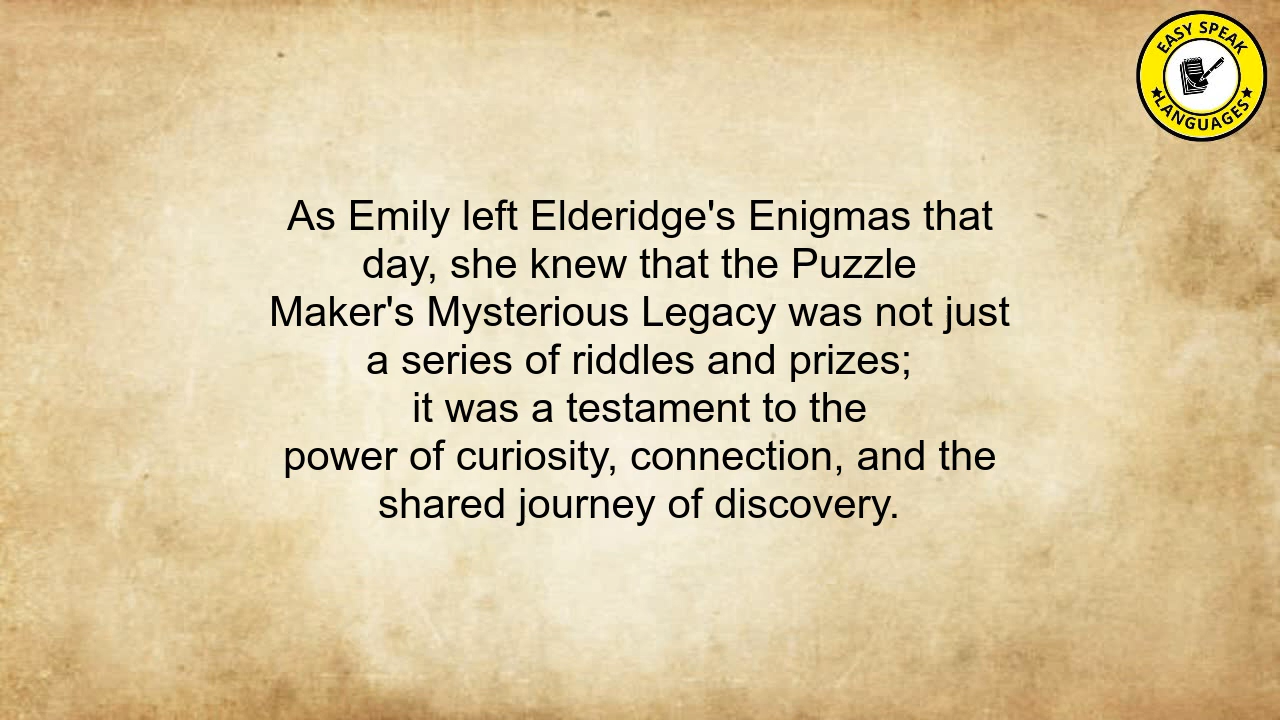 EASY SPEAK
LANGUAGES
As Emily left Elderidge's Enigmas that
day, she knew that the Puzzle
Maker's Mysterious Legacy was not just
a series of riddles and prizes;
it was a testament to the
power of curiosity, connection, and the
shared journey of discovery.